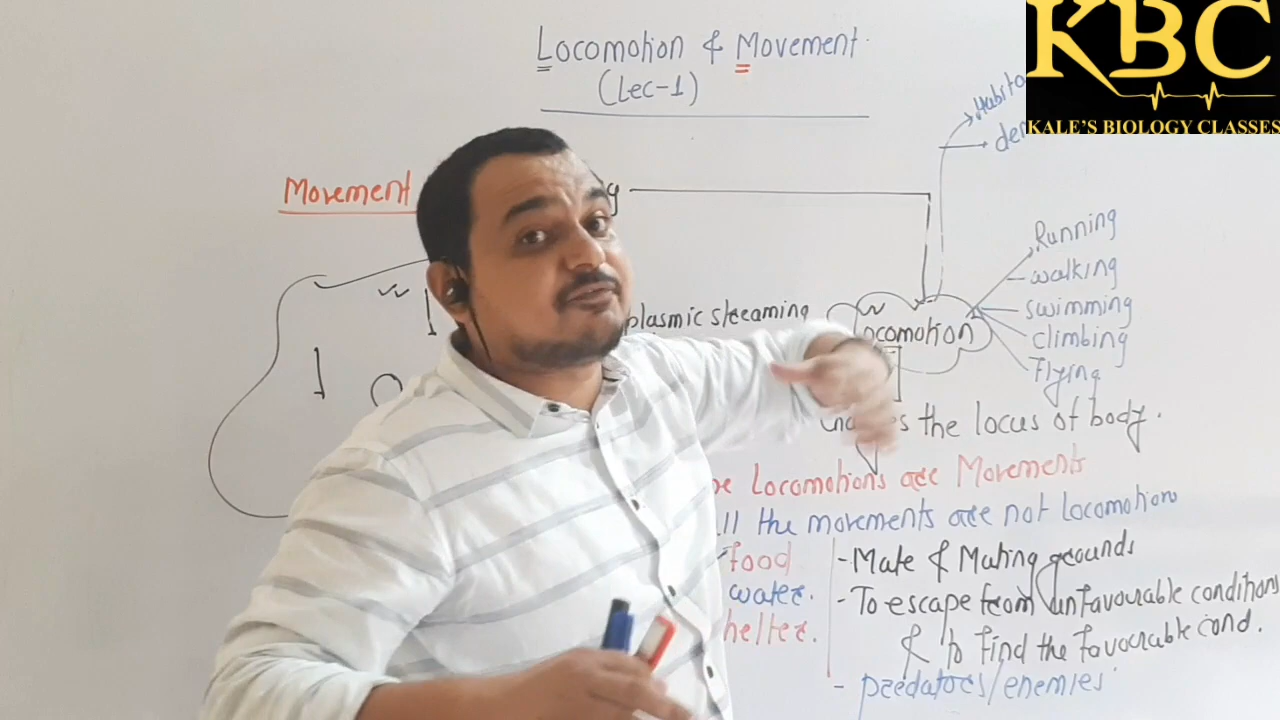 KBC
KALE'S BIOLOGY CLASSES
Locomotion & Movement
(Lec-1)
Movement
Running
walking
swimming
climbing
Flying
plasmic streaming
locomotion
the locus of body.
Locomotions are Movements
the movements are not locomotions
food
water.
shelter.
- Mate & Mating grounds
- To escape from unfavourable conditions
& to find the favourable cond.
- predators/enemies